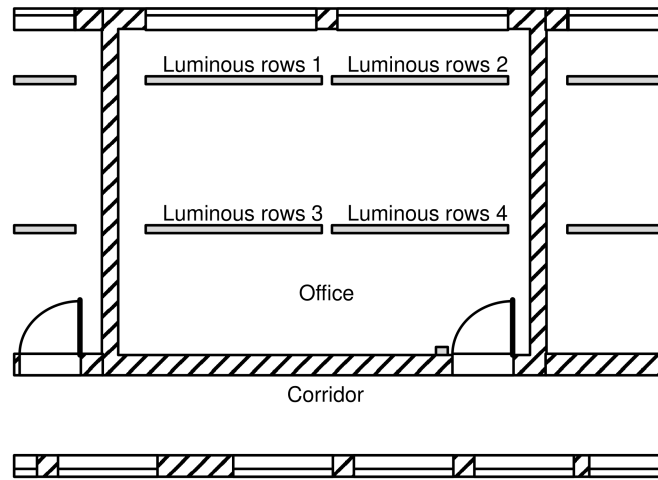 Luminous rows 1
Luminous rows 2
Luminous rows 3
Luminous rows 4
Office
Corridor